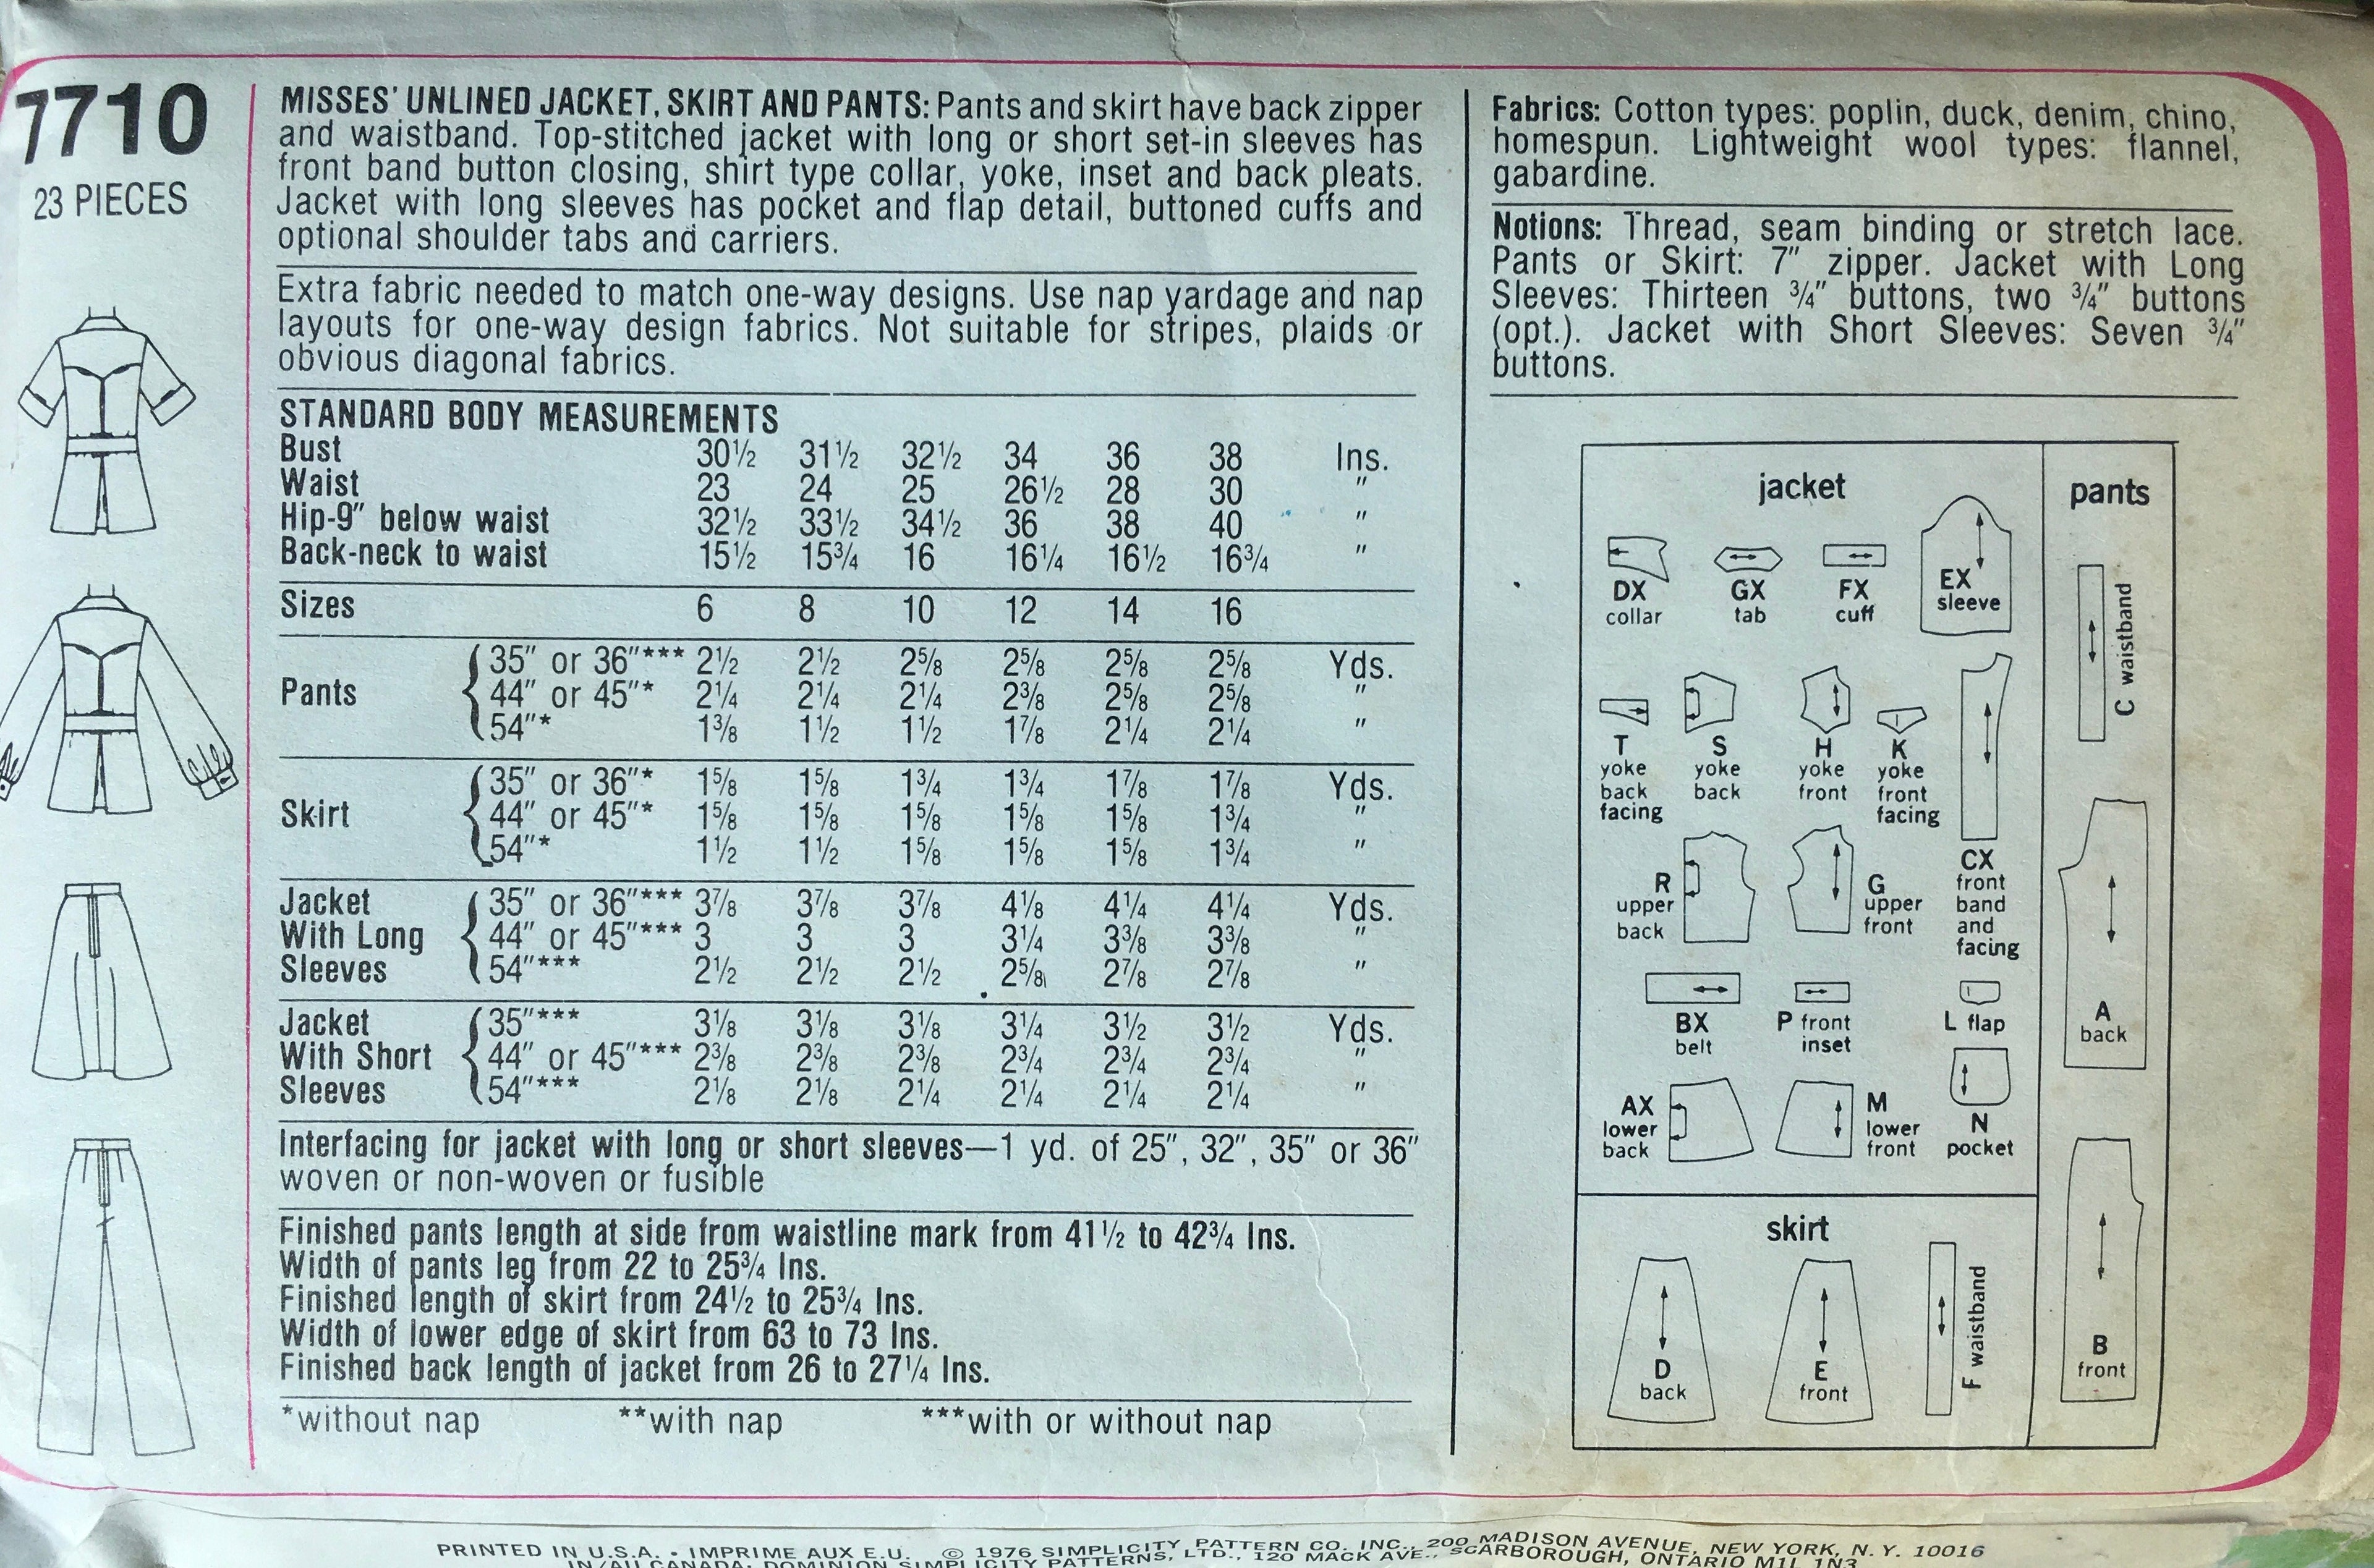 7710
23 PIECES
MISSES' UNLINED JACKET, SKIRT AND PANTS: Pants and skirt have back zipper
and waistband. Top-stitched jacket with long or short set-in sleeves has
front band button closing, shirt type collar, yoke, inset and back pleats.
Jacket with long sleeves has pocket and flap detail, buttoned cuffs and
optional shoulder tabs and carriers.
Extra fabric needed to match one-way designs. Use nap yardage and nap
layouts for one-way design fabrics. Not suitable for stripes, plaids or
obvious diagonal fabrics.
STANDARD BODY MEASUREMENTS
Bust 30½ 31½ 32½ 34 36 38 Ins.
Waist 23 24 25 26½ 28 30 "
Hip-9" below waist 32½ 33½ 34½ 36 38 40 "
Back-neck to waist 15½ 15¾ 16 16¼ 16½ 16¾ "
Sizes 6 8 10 12 14 16
Pants
35" or 36"*** 2½ 2½ 2⅝ 2⅝ 2⅝ 2⅝ Yds.
44" or 45"* 2¼ 2¼ 2¼ 2⅜ 2⅝ 2⅝ "
54"* 1⅜ 1½ 1½ 1⅞ 2¼ 2¼ "
Skirt
35" or 36"* 1⅝ 1⅝ 1¾ 1¾ 1⅞ 1⅞ Yds.
44" or 45"* 1⅝ 1⅝ 1⅝ 1⅝ 1⅝ 1¾ "
54"* 1½ 1½ 1⅝ 1⅝ 1⅝ 1¾ "
Jacket 35" or 36"*** 3⅞ 3⅞ 3⅞ 4⅛ 4¼ 4¼ Yds.
With Long 44" or 45"*** 3 3 3 3¼ 3⅜ 3⅜ "
Sleeves 54"*** 2½ 2½ 2½ 2⅝ 2⅞ 2⅞ "
Jacket 35"*** 3⅛ 3⅛ 3⅛ 3¼ 3½ 3½ Yds.
With Short 44" or 45"*** 2⅜ 2⅜ 2⅜ 2¾ 2¾ 2¾ "
Sleeves 54"*** 2⅛ 2⅛ 2¼ 2¼ 2¼ 2¼ "
Interfacing for jacket with long or short sleeves—1 yd. of 25", 32", 35" or 36"
woven or non-woven or fusible
Finished pants length at side from waistline mark from 41½ to 42¾ Ins.
Width of pants leg from 22 to 25¾ Ins.
Finished length of skirt from 24½ to 25¾ Ins.
Width of lower edge of skirt from 63 to 73 Ins.
Finished back length of jacket from 26 to 27¼ Ins.
*without nap **with nap ***with or without nap
Fabrics: Cotton types: poplin, duck, denim, chino,
homespun. Lightweight wool types: flannel,
gabardine.
Notions: Thread, seam binding or stretch lace.
Pants or Skirt: 7" zipper. Jacket with Long
Sleeves: Thirteen ¾" buttons, two ¾" buttons
(opt.). Jacket with Short Sleeves: Seven ¾"
buttons.
jacket
DX
collar
GX
tab
FX
cuff
EX
sleeve
T
yoke
back
facing
S
yoke
back
H
yoke
front
K
yoke
front
facing
R
upper
back
G
upper
front
CX
front
band
and
facing
BX
belt
P front
inset
L flap
AX
lower
back
M
lower
front
N
pocket
skirt
D
back
E
front
F waistband
pants
C waistband
A
back
B
front
PRINTED IN U.S.A. • IMPRIME AUX E.U. © 1976 SIMPLICITY PATTERN CO. INC., 200 MADISON AVENUE, NEW YORK, N. Y. 10016
IN/AU CANADA, DOMINION SIMPLICITY PATTERNS, LTD., 120 MACK AVE., SCARBOROUGH, ONTARIO M1L 1N3